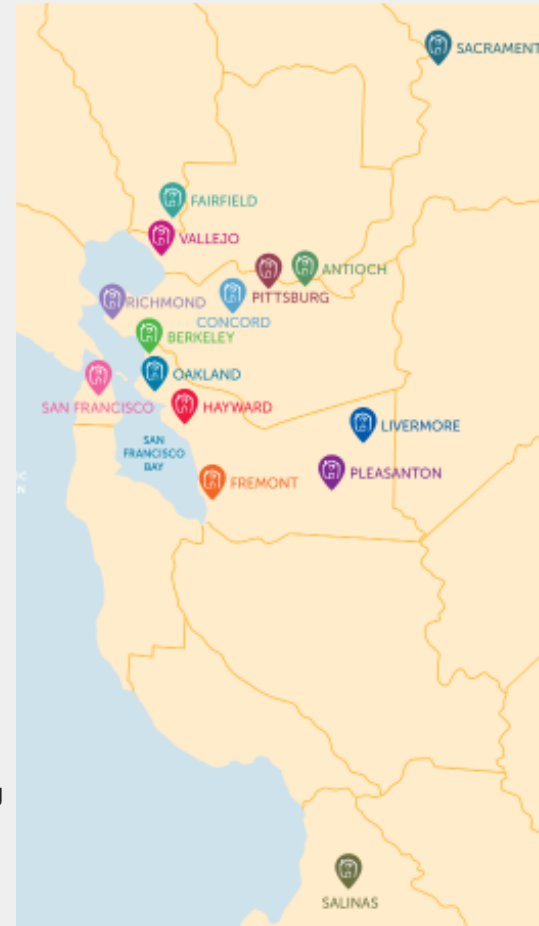 SACRAMENT
FAIRFIELD
VALLEJO
ANTIOCH
PITTSBURG
RICHMOND
CONCORD
BERKELEY
OAKLAND
SAN FRANCISCO
HAYWARD
LIVERMORE
SAN
FRANCISCO
BAY
PLEASANTON
IC
N
FREMONT
g
SALINAS